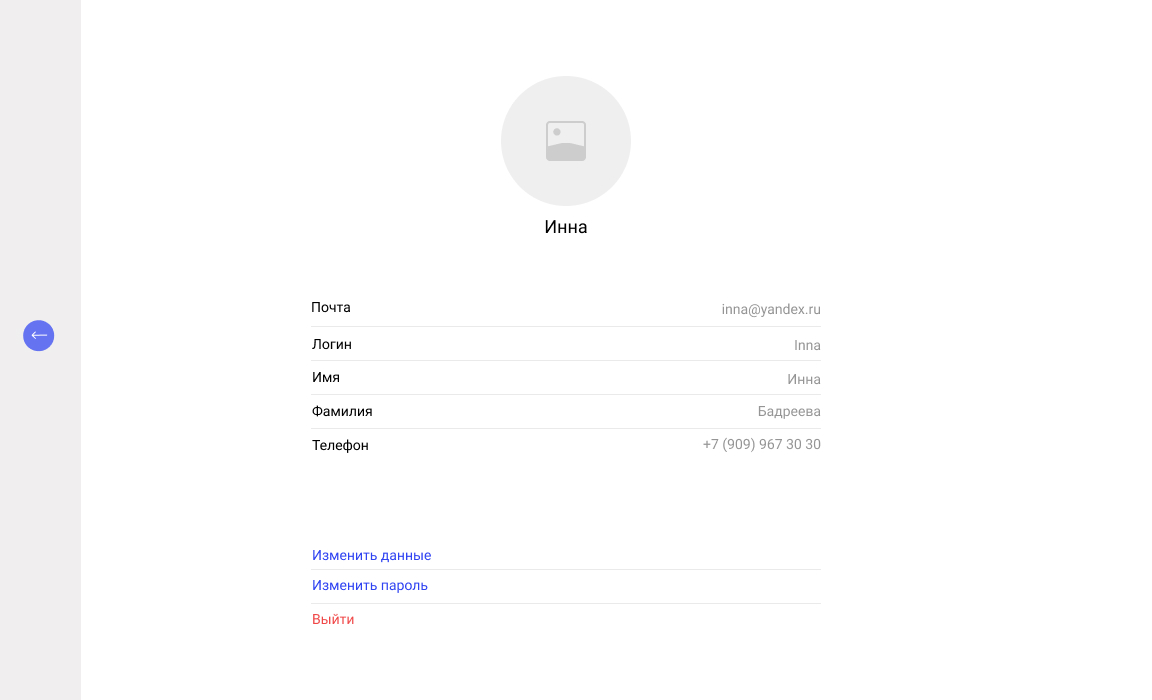 Инна
Почта inna@yandex.ru
Логин Inna
Имя Инна
Фамилия Бадреева
Телефон +7 (909) 967 30 30
Изменить данные
Изменить пароль
Выйти